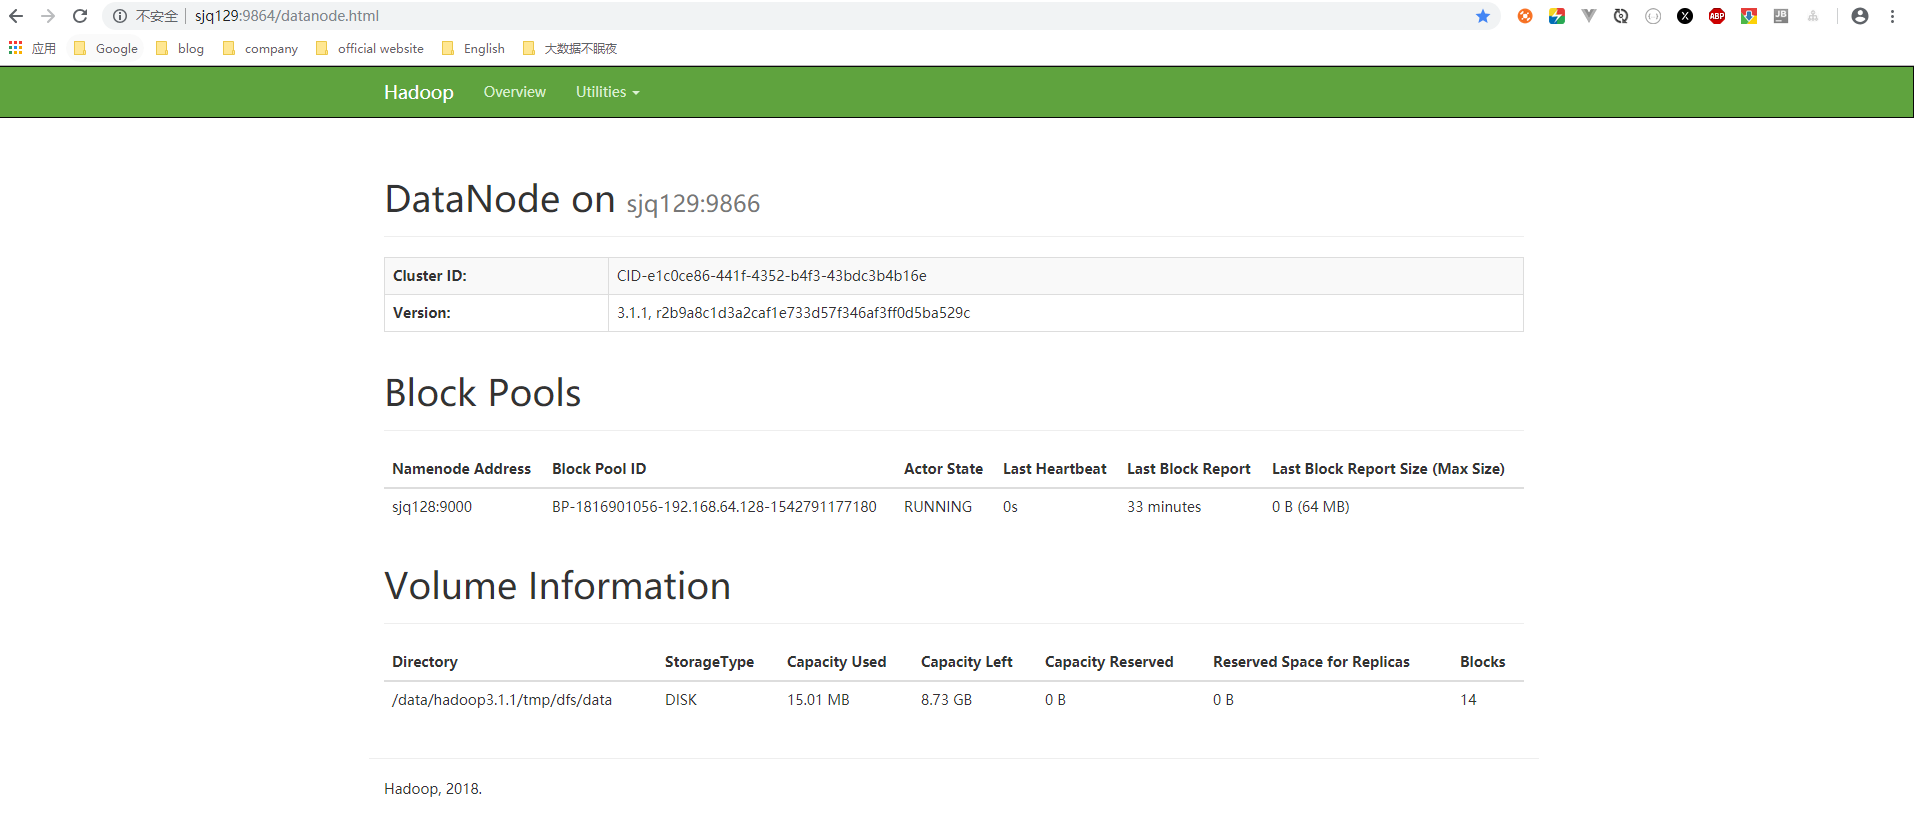 不安全 sjq129:9864/datanode.html
应用 Google blog company official website English 大数据不眠夜
Hadoop Overview Utilities
DataNode on sjq129:9866
Cluster ID: CID-e1c0ce86-441f-4352-b4f3-43bdc3b4b16e
Version: 3.1.1, r2b9a8c1d3a2caf1e733d57f346af3ff0d5ba529c
Block Pools
Namenode Address Block Pool ID Actor State Last Heartbeat Last Block Report Last Block Report Size (Max Size)
sjq128:9000 BP-1816901056-192.168.64.128-1542791177180 RUNNING 0s 33 minutes 0 B (64 MB)
Volume Information
Directory StorageType Capacity Used Capacity Left Capacity Reserved Reserved Space for Replicas Blocks
/data/hadoop3.1.1/tmp/dfs/data DISK 15.01 MB 8.73 GB 0 B 0 B 14
Hadoop, 2018.